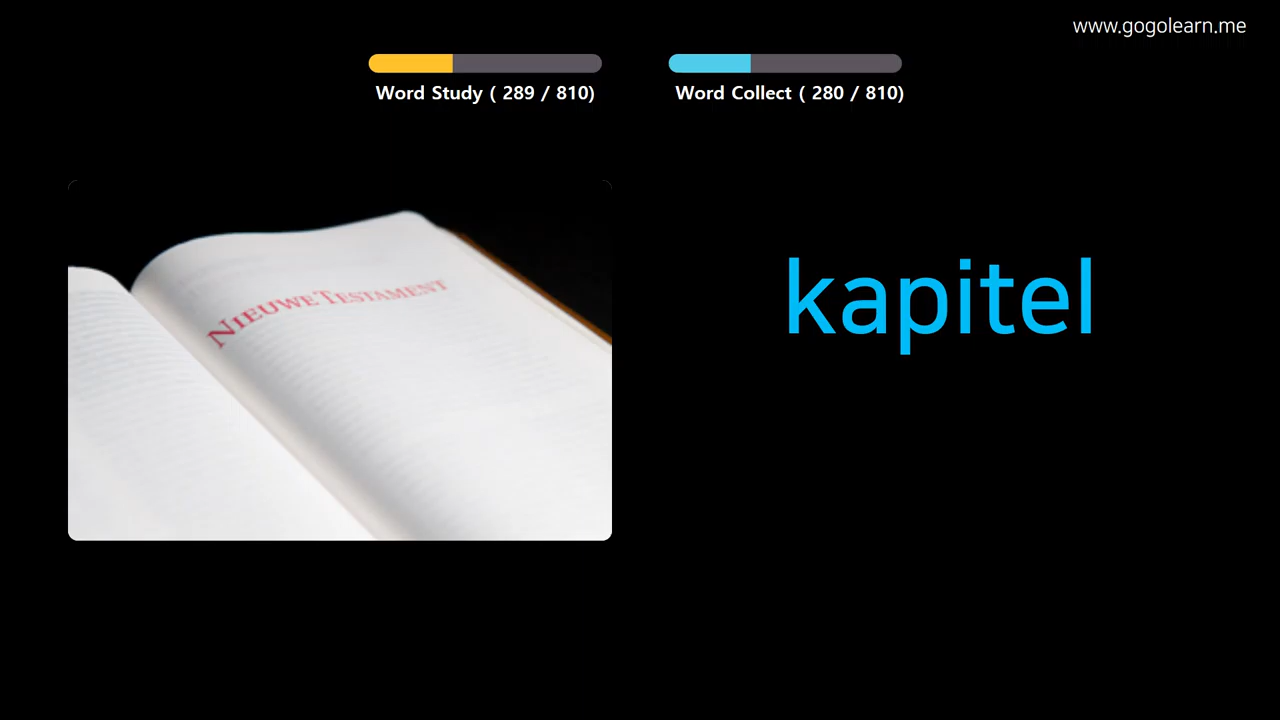 www.gogolearn.me
Word Study ( 289 / 810)
Word Collect ( 280 / 810)
NIEUWE TESTAMENT
kapitel